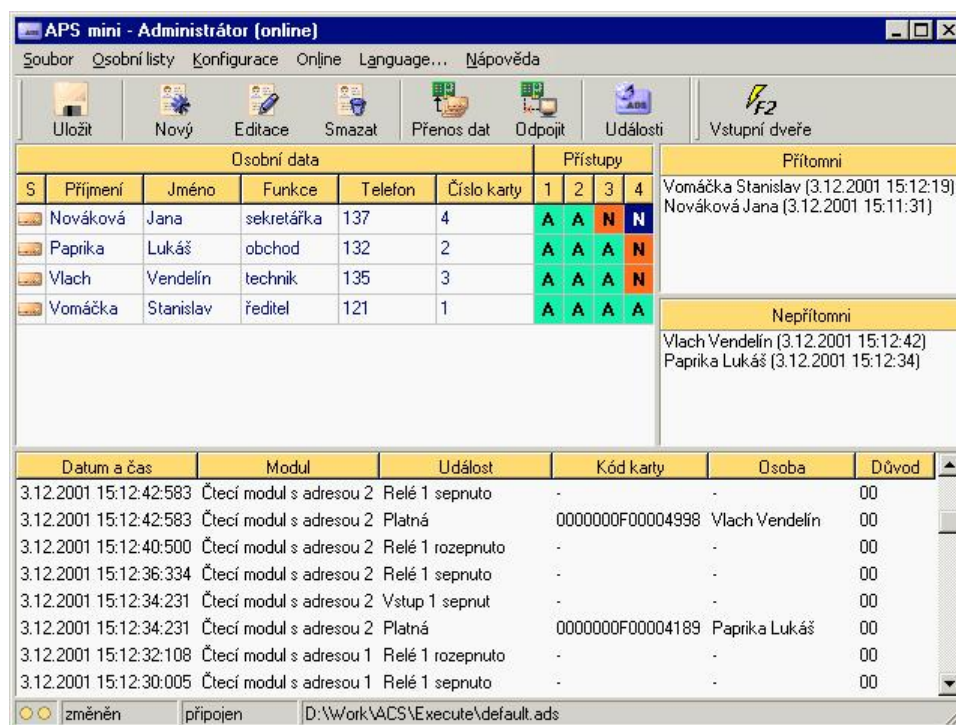 APS mini - Administrátor (online)
Soubor Osobní listy Konfigurace Online Language... Nápověda
Uložit Nový Editace Smazat Přenos dat Odpojit Události Vstupní dveře
Osobní data Přístupy Přítomni
S Příjmení Jméno Funkce Telefon Číslo karty 1 2 3 4
Vomáčka Stanislav (3.12.2001 15:12:19)
Nováková Jana (3.12.2001 15:11:31)
Nováková Jana sekretářka 137 4 A A N N
Paprika Lukáš obchod 132 2 A A A N
Vlach Vendelín technik 135 3 A A A N
Vomáčka Stanislav ředitel 121 1 A A A A
Nepřítomni
Vlach Vendelín (3.12.2001 15:12:42)
Paprika Lukáš (3.12.2001 15:12:34)
Datum a čas Modul Událost Kód karty Osoba Důvod
3.12.2001 15:12:42:583 Čtecí modul s adresou 2 Relé 1 sepnuto - - 00
3.12.2001 15:12:42:583 Čtecí modul s adresou 2 Platná 0000000F00004998 Vlach Vendelín 00
3.12.2001 15:12:40:500 Čtecí modul s adresou 2 Relé 1 rozepnuto - - 00
3.12.2001 15:12:36:334 Čtecí modul s adresou 2 Relé 1 sepnuto - - 00
3.12.2001 15:12:34:231 Čtecí modul s adresou 2 Vstup 1 sepnut - - 00
3.12.2001 15:12:34:231 Čtecí modul s adresou 2 Platná 0000000F00004189 Paprika Lukáš 00
3.12.2001 15:12:32:108 Čtecí modul s adresou 1 Relé 1 rozepnuto - - 00
3.12.2001 15:12:30:005 Čtecí modul s adresou 1 Relé 1 sepnuto - - 00
změněn připojen D:\Work\ACS\Execute\default.ads